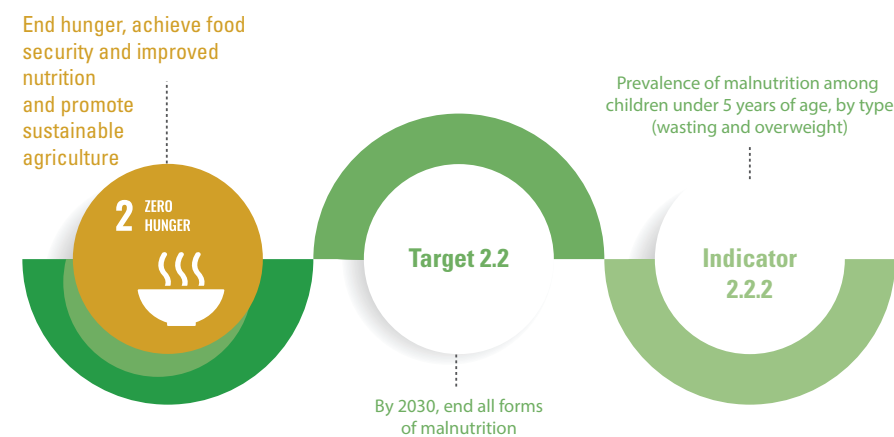 End hunger, achieve food
security and improved
nutrition
and promote
sustainable
agriculture
2 ZERO
HUNGER
Target 2.2
By 2030, end all forms
of malnutrition
Prevalence of malnutrition among
children under 5 years of age, by type
(wasting and overweight)
Indicator
2.2.2